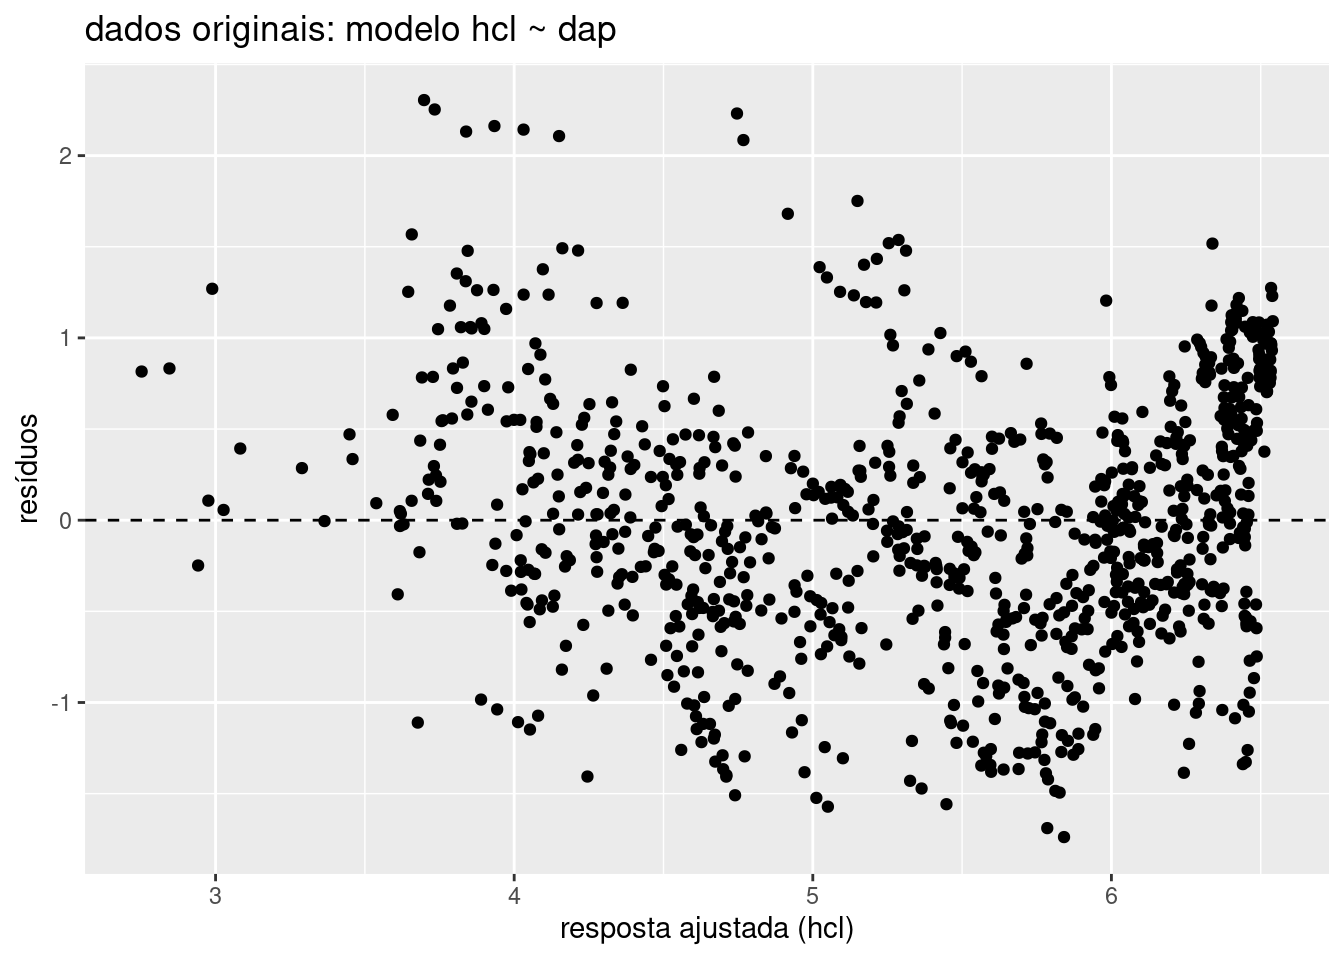 dados originais: modelo hcl ~ dap
resíduos
2
1
0
-1
3 4 5 6
resposta ajustada (hcl)